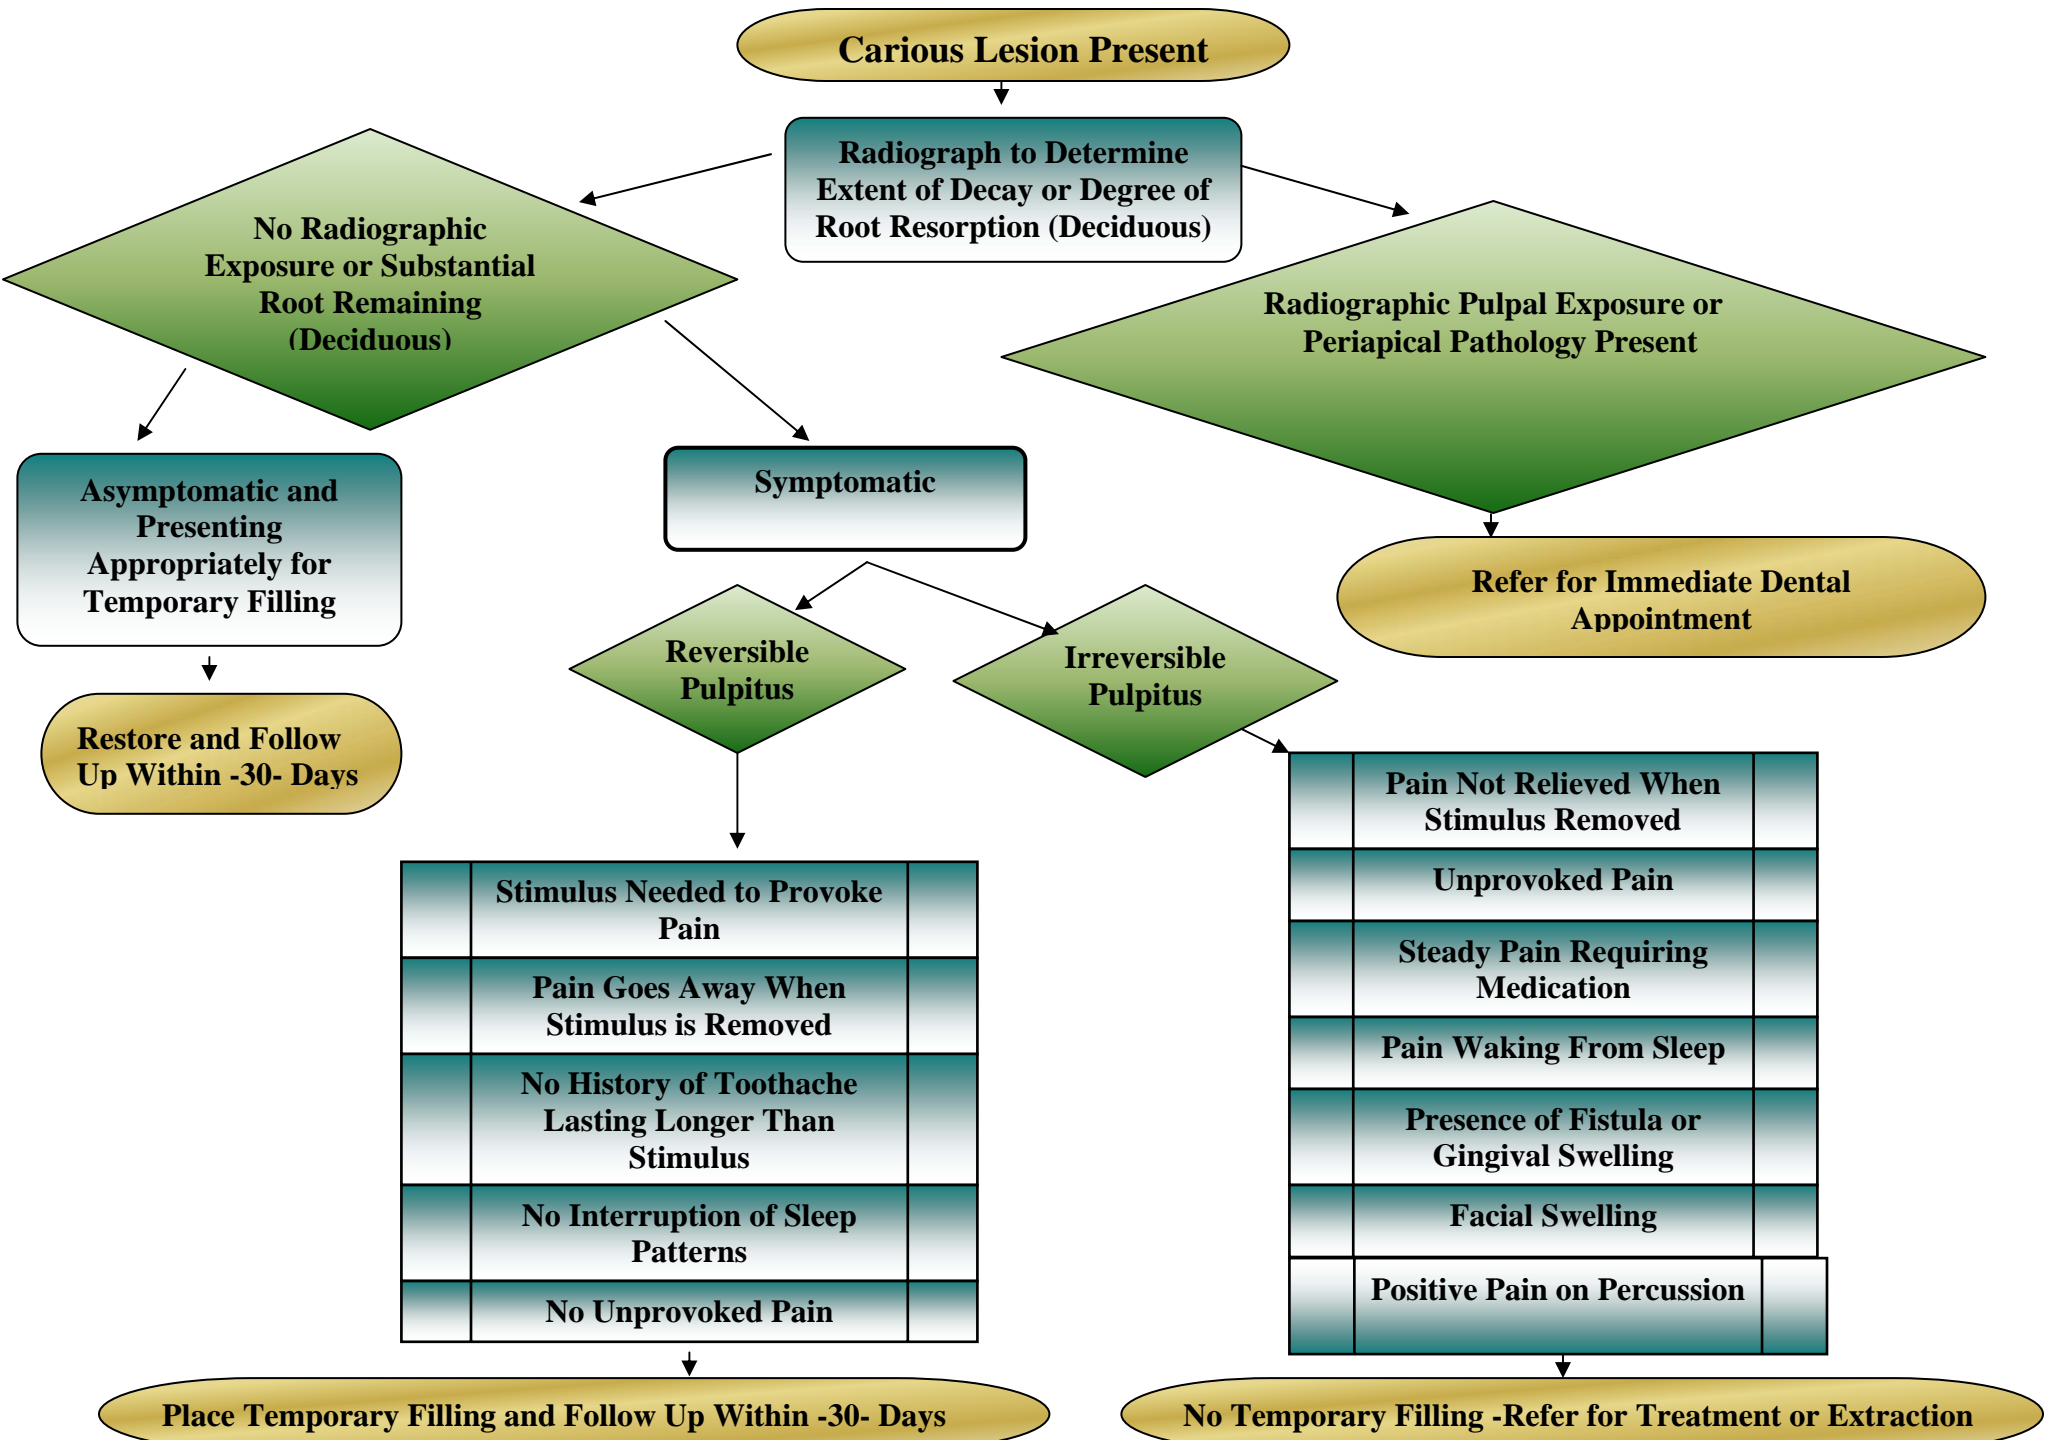 Carious Lesion Present
Radiograph to Determine
Extent of Decay or Degree of
Root Resorption (Deciduous)
No Radiographic
Exposure or Substantial
Root Remaining
(Deciduous)
Radiographic Pulpal Exposure or
Periapical Pathology Present
Asymptomatic and
Presenting
Appropriately for
Temporary Filling
Symptomatic
Refer for Immediate Dental
Appointment
Reversible
Pulpitus
Irreversible
Pulpitus
Restore and Follow
Up Within -30- Days
Stimulus Needed to Provoke
Pain
Pain Goes Away When
Stimulus is Removed
No History of Toothache
Lasting Longer Than
Stimulus
No Interruption of Sleep
Patterns
No Unprovoked Pain
Pain Not Relieved When
Stimulus Removed
Unprovoked Pain
Steady Pain Requiring
Medication
Pain Waking From Sleep
Presence of Fistula or
Gingival Swelling
Facial Swelling
Positive Pain on Percussion
Place Temporary Filling and Follow Up Within -30- Days
No Temporary Filling -Refer for Treatment or Extraction